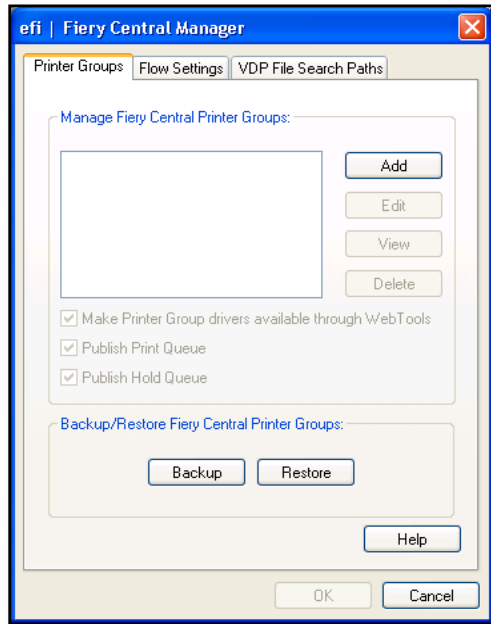 efi | Fiery Central Manager
Printer Groups Flow Settings VDP File Search Paths
Manage Fiery Central Printer Groups:
Add
Edit
View
Delete
Make Printer Group drivers available through WebTools
Publish Print Queue
Publish Hold Queue
Backup/Restore Fiery Central Printer Groups:
Backup Restore
Help
OK Cancel